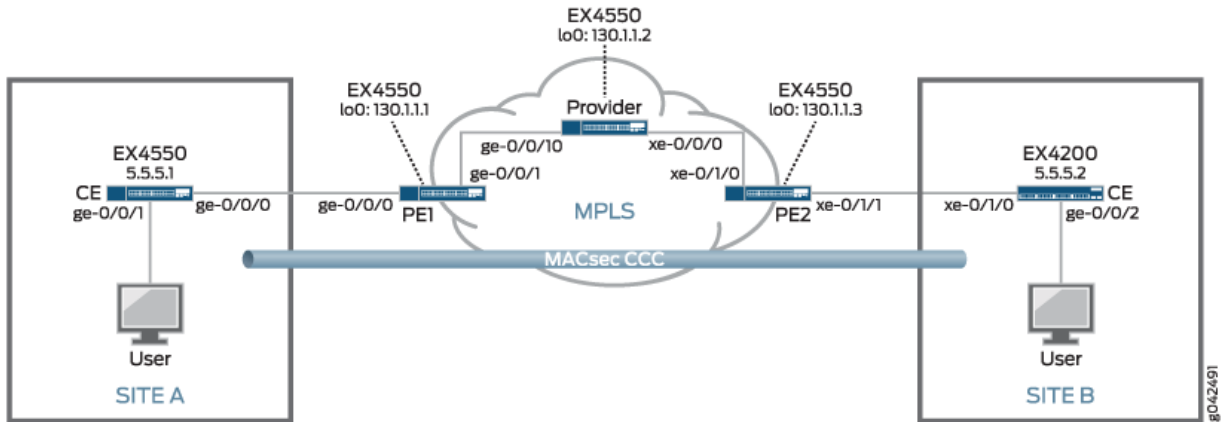 EX4550
lo0: 130.1.1.2
EX4550
lo0: 130.1.1.1
Provider
EX4550
lo0: 130.1.1.3
ge-0/0/10
xe-0/0/0
EX4550
5.5.5.1
ge-0/0/1
xe-0/1/0
EX4200
5.5.5.2
CE
ge-0/0/1
ge-0/0/0
ge-0/0/0
PE1
MPLS
PE2
xe-0/1/1
xe-0/1/0
CE
ge-0/0/2
MACsec CCC
User
User
SITE A
SITE B
g042491